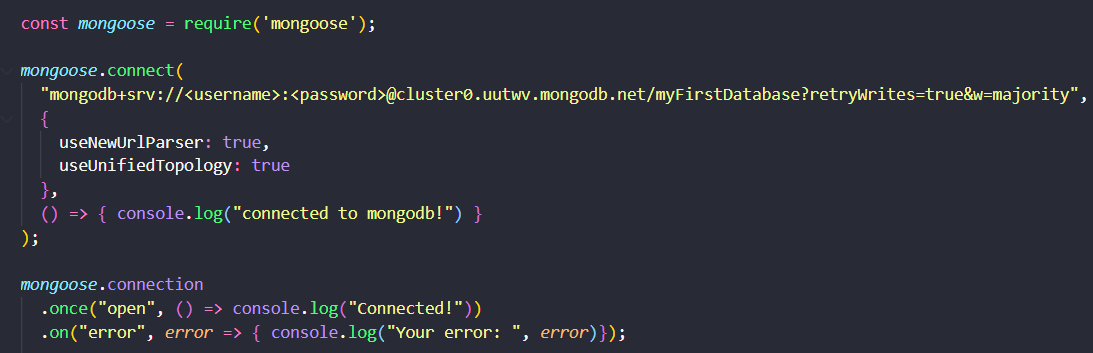 const mongoose = require('mongoose');
mongoose.connect(
"mongodb+srv://<username>:<password>@cluster0.uutwv.mongodb.net/myFirstDatabase?retryWrites=true&w=majority",
{
useNewUrlParser: true,
useUnifiedTopology: true
},
() => { console.log("connected to mongodb!") }
);
mongoose.connection
.once("open", () => console.log("Connected!"))
.on("error", error => { console.log("Your error: ", error)});